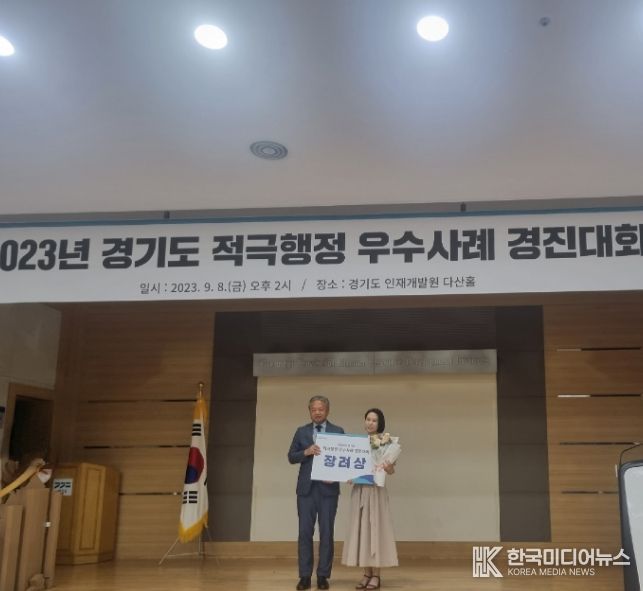 023년 경기도 적극행정 우수사례 경진대회
일시 : 2023. 9. 8.(금) 오후 2시 / 장소 : 경기도 인재개발원 다산홀
장려상
HK 한국미디어뉴스
KOREA MEDIA NEWS